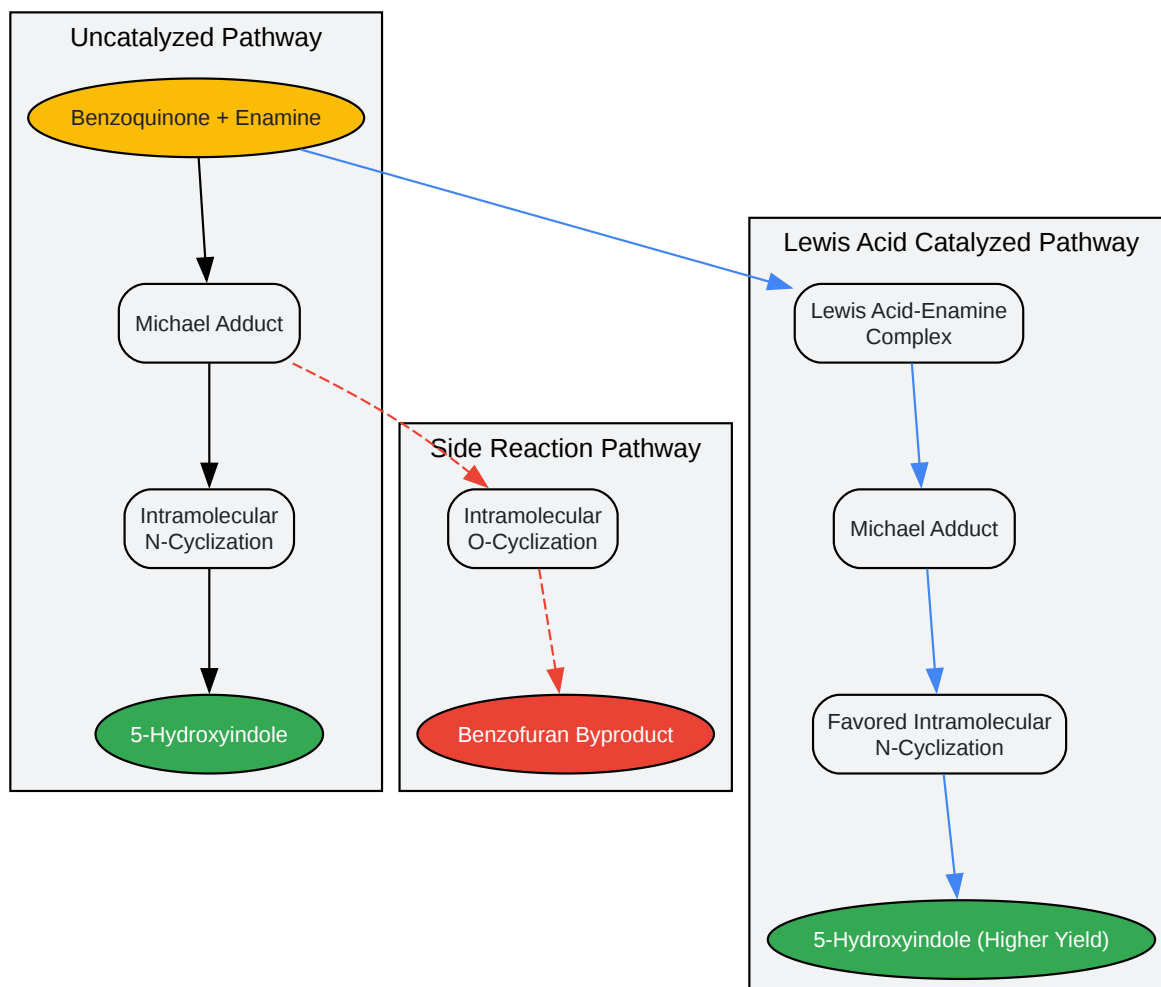 Uncatalyzed Pathway
Benzoquinone + Enamine
Michael Adduct
Intramolecular
N-Cyclization
5-Hydroxyindole
Side Reaction Pathway
Intramolecular
O-Cyclization
Benzofuran Byproduct
Lewis Acid Catalyzed Pathway
Lewis Acid-Enamine
Complex
Michael Adduct
Favored Intramolecular
N-Cyclization
5-Hydroxyindole (Higher Yield)